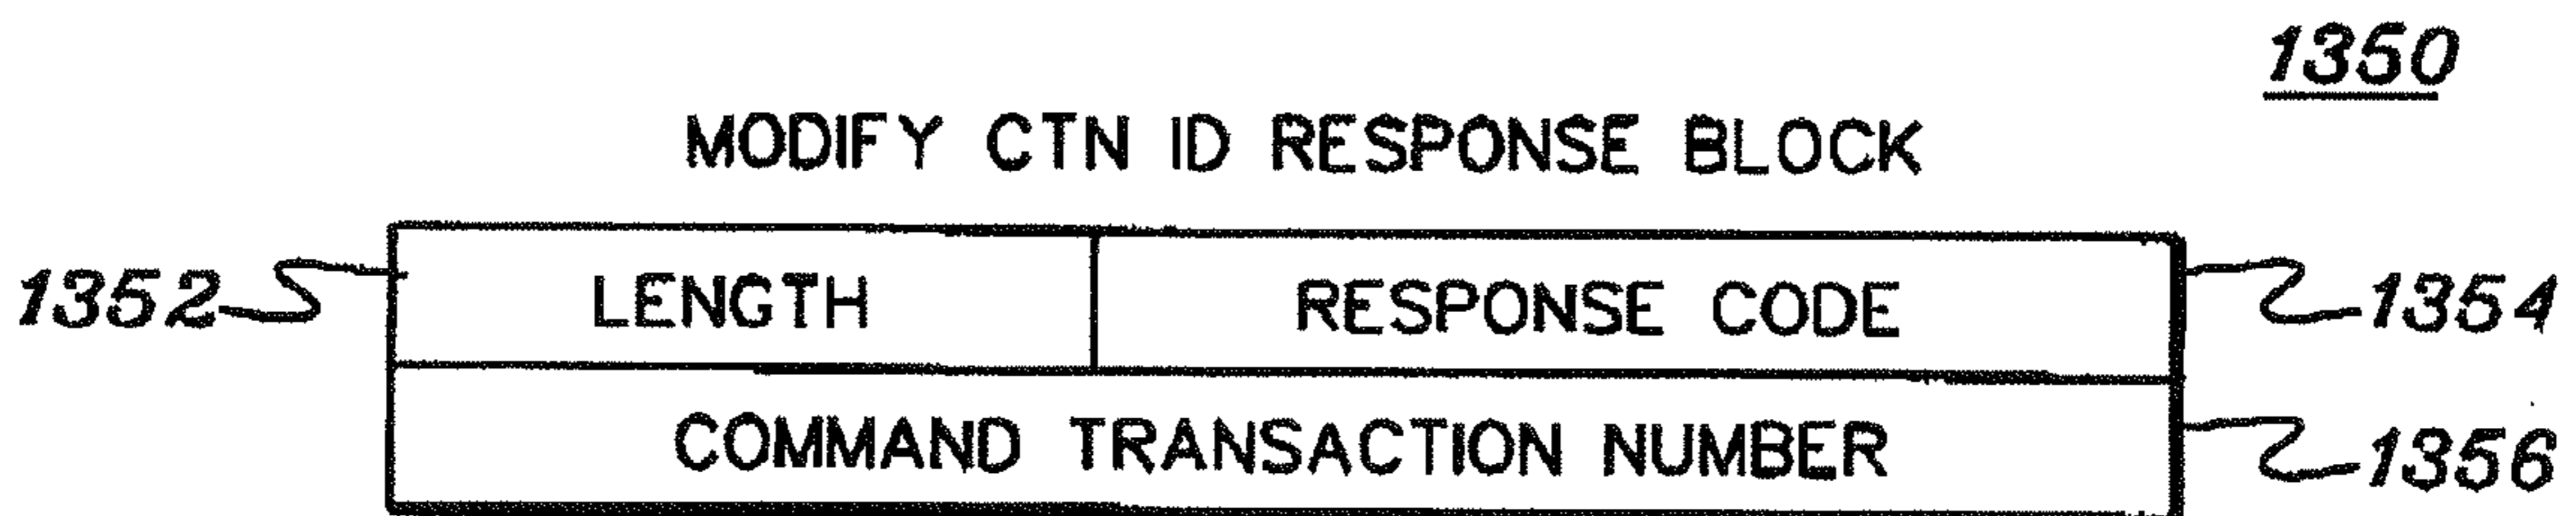 1350
MODIFY CTN ID RESPONSE BLOCK
1352 LENGTH RESPONSE CODE 1354
COMMAND TRANSACTION NUMBER 1356